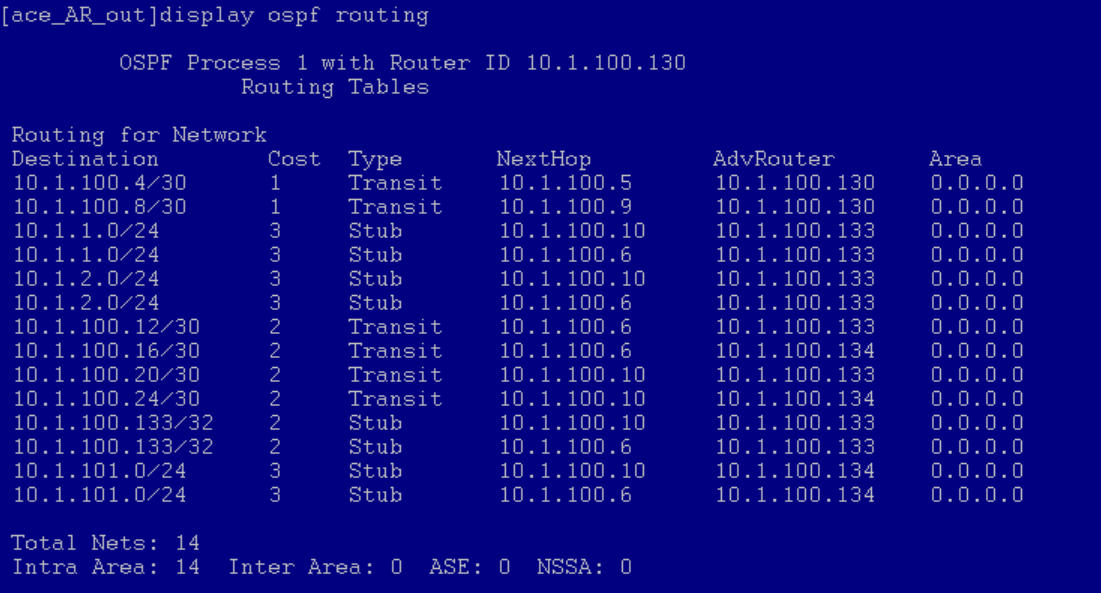 [ace_AR_out]display ospf routing
OSPF Process 1 with Router ID 10.1.100.130
Routing Tables
Routing for Network
Destination Cost Type NextHop AdvRouter Area
10.1.100.4/30 1 Transit 10.1.100.5 10.1.100.130 0.0.0.0
10.1.100.8/30 1 Transit 10.1.100.9 10.1.100.130 0.0.0.0
10.1.1.0/24 3 Stub 10.1.100.10 10.1.100.133 0.0.0.0
10.1.1.0/24 3 Stub 10.1.100.6 10.1.100.133 0.0.0.0
10.1.2.0/24 3 Stub 10.1.100.10 10.1.100.133 0.0.0.0
10.1.2.0/24 3 Stub 10.1.100.6 10.1.100.133 0.0.0.0
10.1.100.12/30 2 Transit 10.1.100.6 10.1.100.133 0.0.0.0
10.1.100.16/30 2 Transit 10.1.100.6 10.1.100.134 0.0.0.0
10.1.100.20/30 2 Transit 10.1.100.10 10.1.100.133 0.0.0.0
10.1.100.24/30 2 Transit 10.1.100.10 10.1.100.134 0.0.0.0
10.1.100.133/32 2 Stub 10.1.100.10 10.1.100.133 0.0.0.0
10.1.100.133/32 2 Stub 10.1.100.6 10.1.100.133 0.0.0.0
10.1.101.0/24 3 Stub 10.1.100.10 10.1.100.134 0.0.0.0
10.1.101.0/24 3 Stub 10.1.100.6 10.1.100.134 0.0.0.0
Total Nets: 14
Intra Area: 14 Inter Area: 0 ASE: 0 NSSA: 0